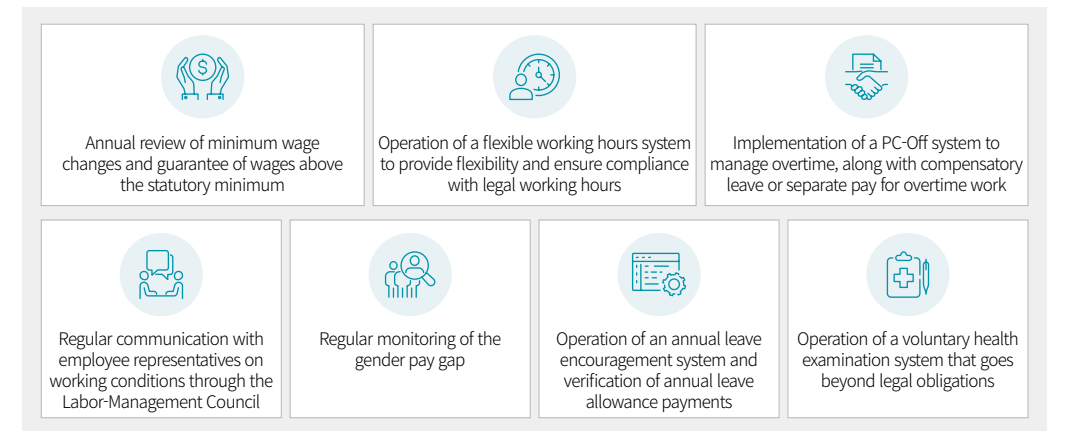 $
Annual review of minimum wage
changes and guarantee of wages above
the statutory minimum
Operation of a flexible working hours system
to provide flexibility and ensure compliance
with legal working hours
Implementation of a PC-Off system to
manage overtime, along with compensatory
leave or separate pay for overtime work
Regular communication with
employee representatives on
working conditions through the
Labor-Management Council
Regular monitoring of the
gender pay gap
Operation of an annual leave
encouragement system and
verification of annual leave
allowance payments
Operation of a voluntary health
examination system that goes
beyond legal obligations